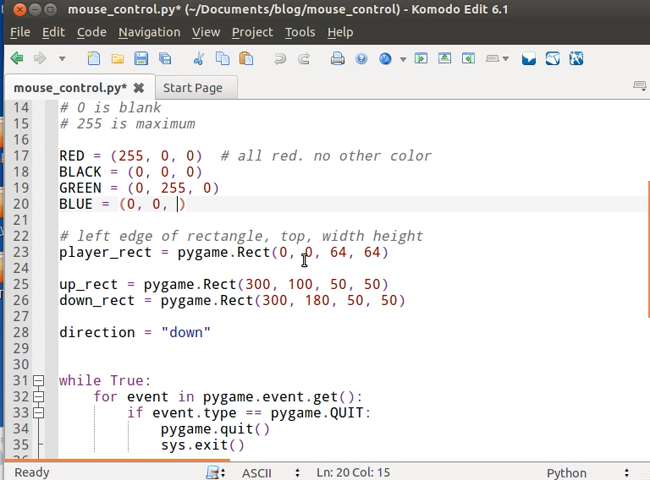 mouse_control.py* (~/Documents/blog/mouse_control) - Komodo Edit 6.1
File Edit Code Navigation View Project Tools Help
mouse_control.py* Start Page
14 # 0 is blank
15 # 255 is maximum
16
17 RED = (255, 0, 0)  # all red. no other color
18 BLACK = (0, 0, 0)
19 GREEN = (0, 255, 0)
20 BLUE = (0, 0, )
21
22 # left edge of rectangle, top, width height
23 player_rect = pygame.Rect(0, 0, 64, 64)
24
25 up_rect = pygame.Rect(300, 100, 50, 50)
26 down_rect = pygame.Rect(300, 180, 50, 50)
27
28 direction = "down"
29
30
31 while True:
32     for event in pygame.event.get():
33         if event.type == pygame.QUIT:
34             pygame.quit()
35             sys.exit()
Ready ASCII Ln: 20 Col: 15 Python